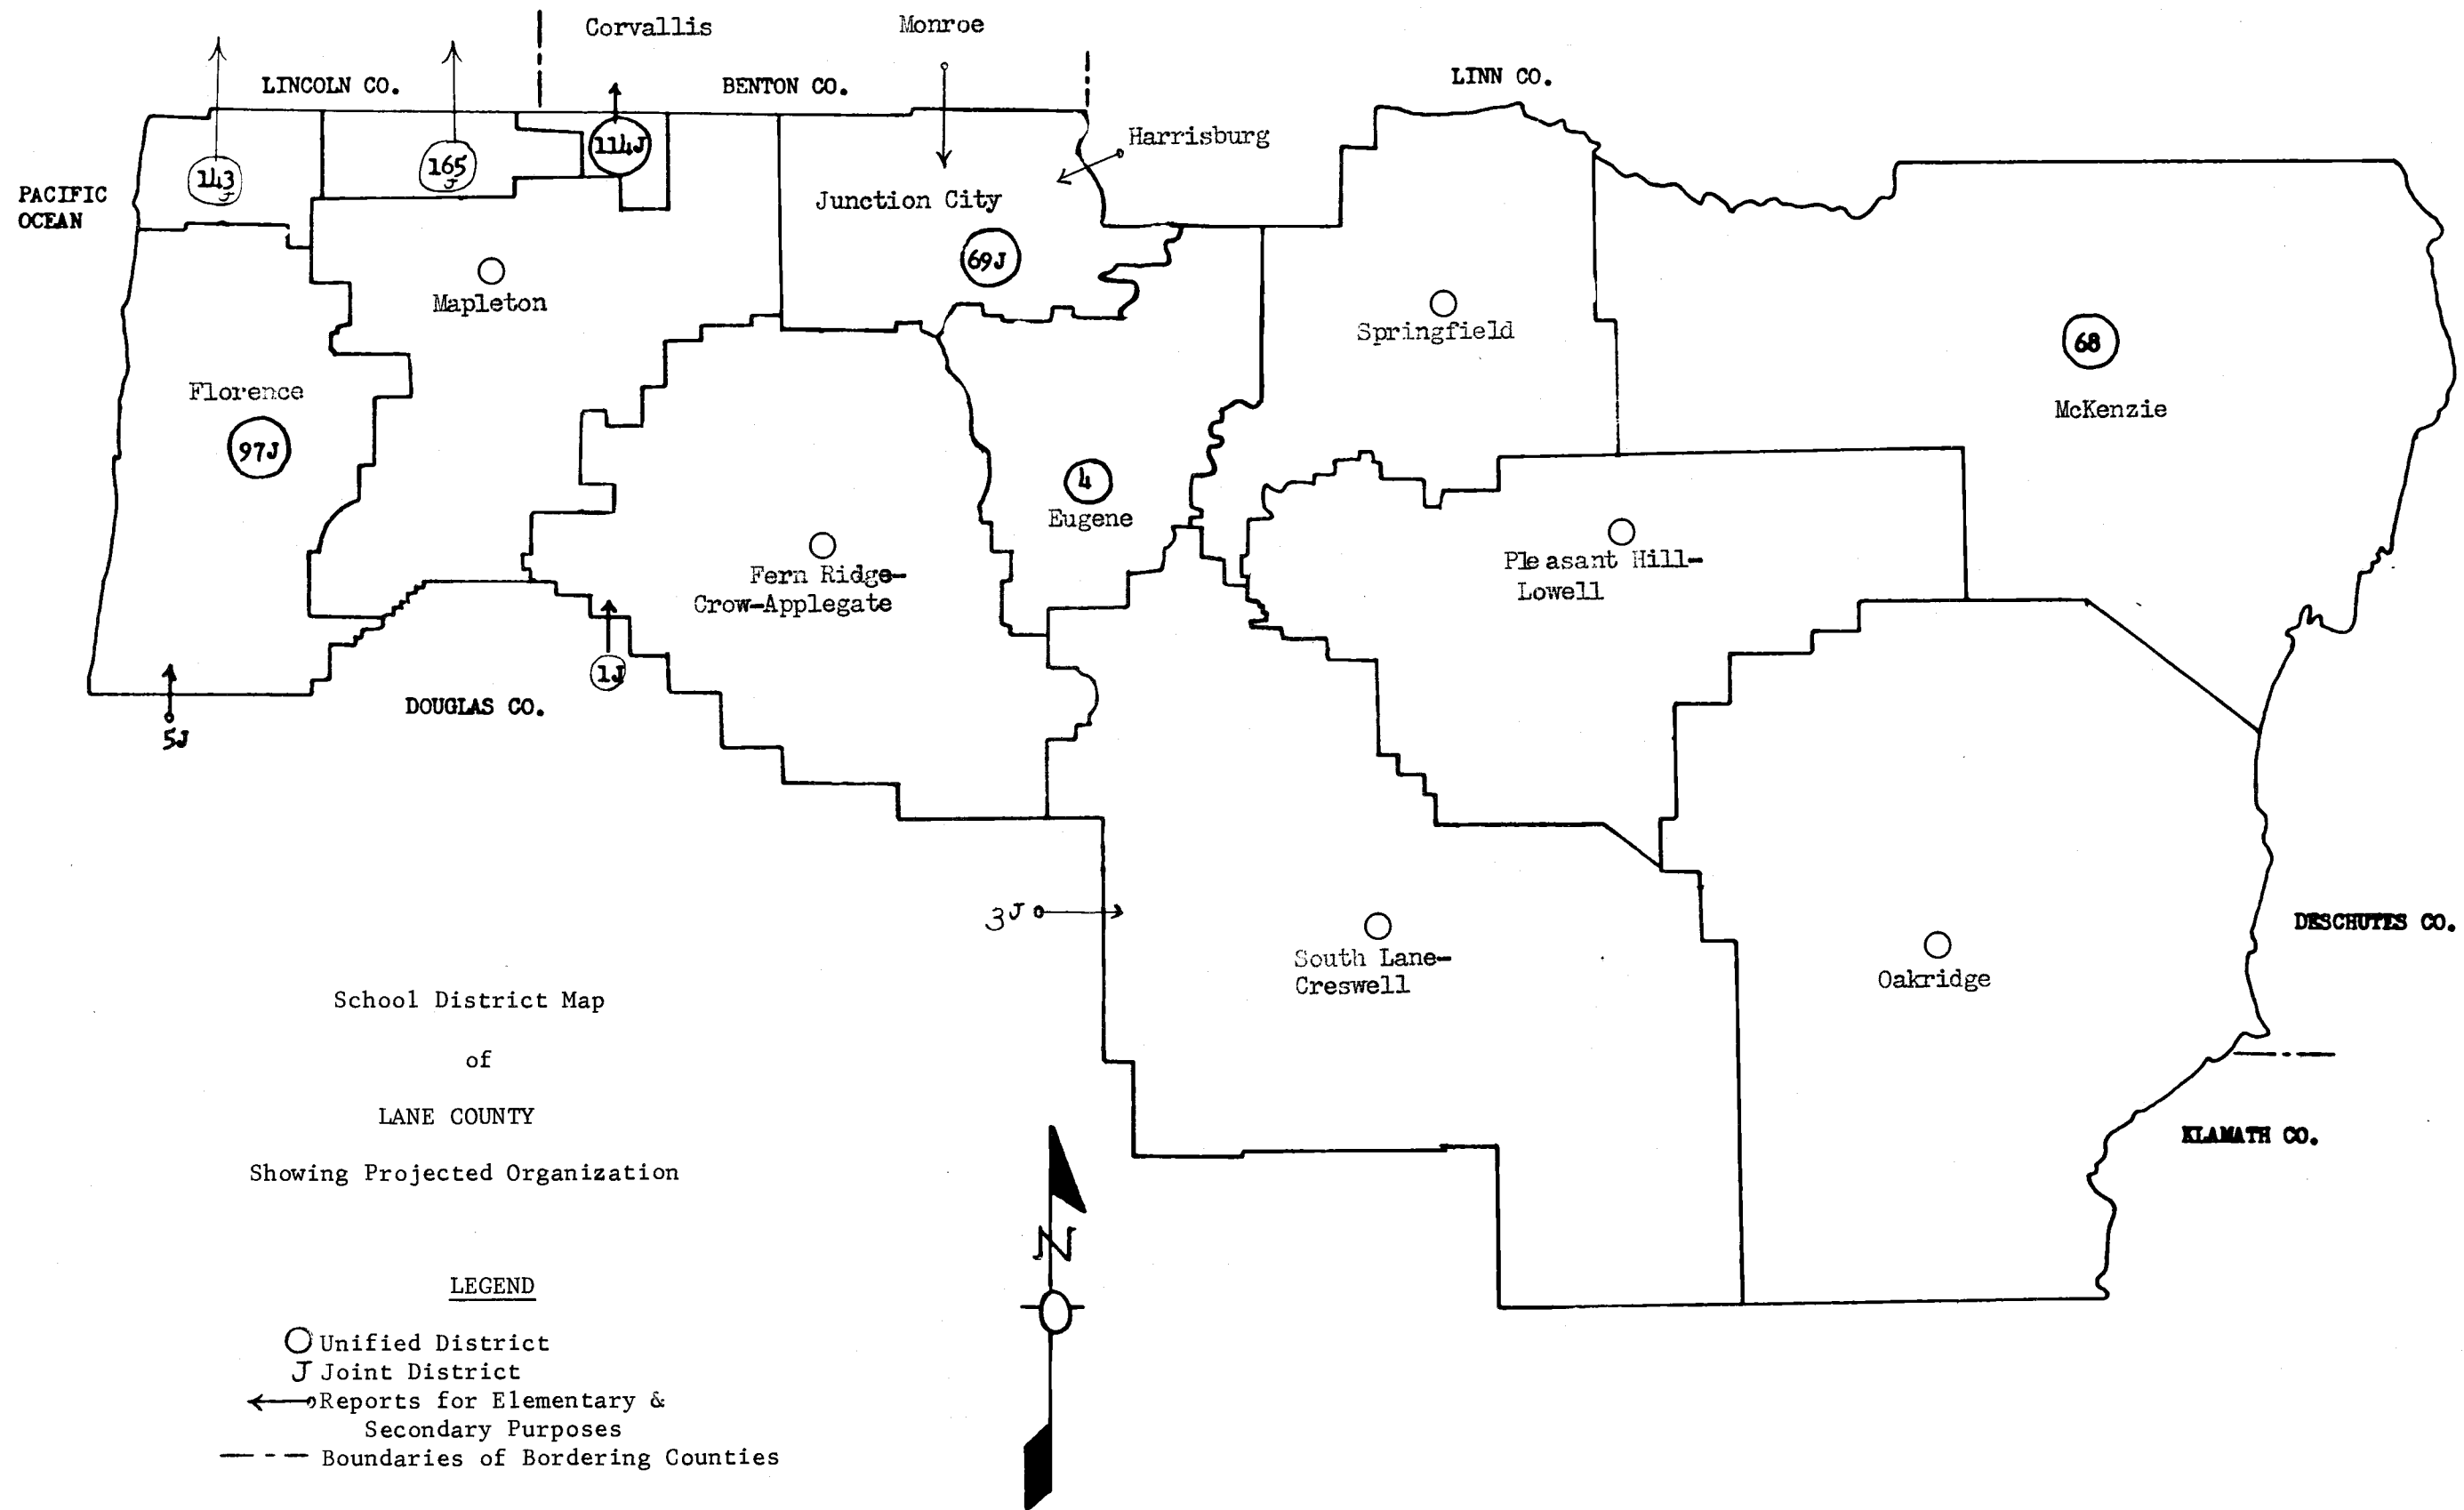 Corvallis
Monroe
LINCOLN CO.
BENTON CO.
LINN CO.
Harrisburg
114J
165
J
143
J
PACIFIC
OCEAN
Junction City
69J
Mapleton
Springfield
68
McKenzie
Florence
97J
4
Eugene
Fern Ridge-
Crow-Applegate
Pleasant Hill-
Lowell
1J
DOUGLAS CO.
5J
3J
DESCHUTES CO.
South Lane-
Creswell
Oakridge
KLAMATH CO.
School District Map
of
LANE COUNTY
Showing Projected Organization
N
LEGEND
Unified District
J Joint District
Reports for Elementary &
Secondary Purposes
Boundaries of Bordering Counties